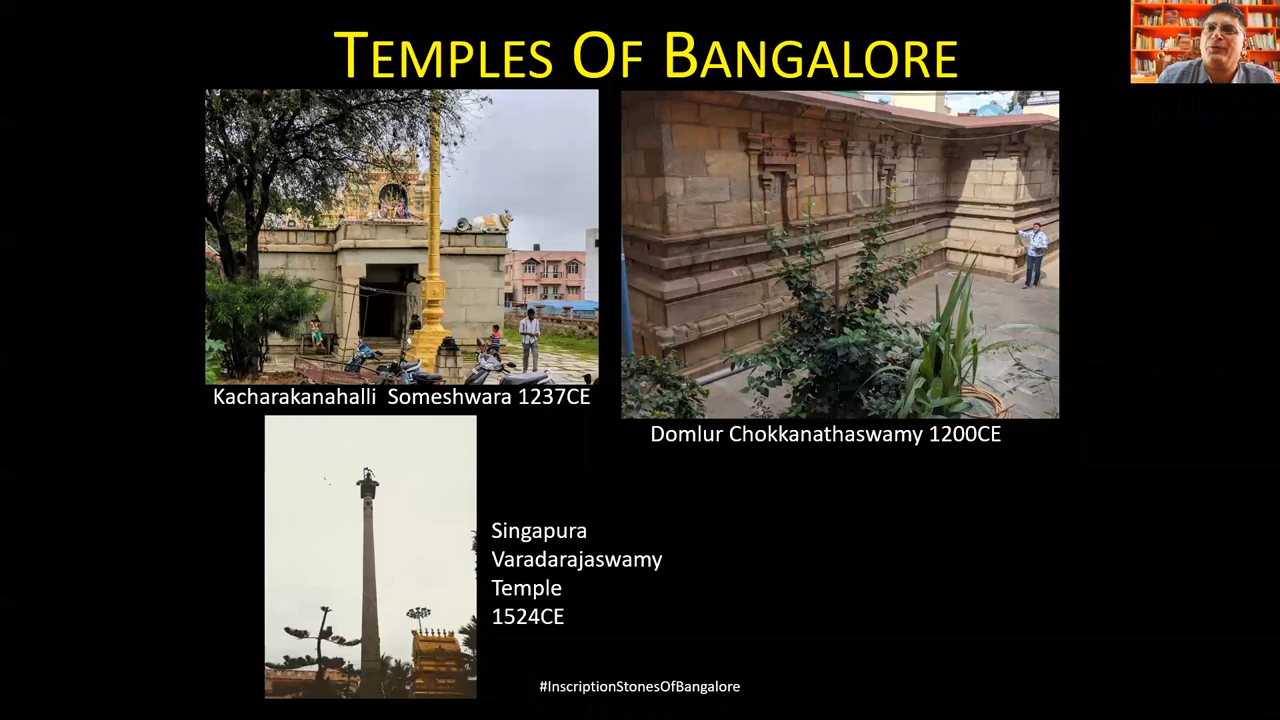 TEMPLES OF BANGALORE
Kacharakanahalli Someshwara 1237CE
Domlur Chokkanathaswamy 1200CE
Singapura
Varadarajaswamy
Temple
1524CE
#InscriptionStonesOfBangalore